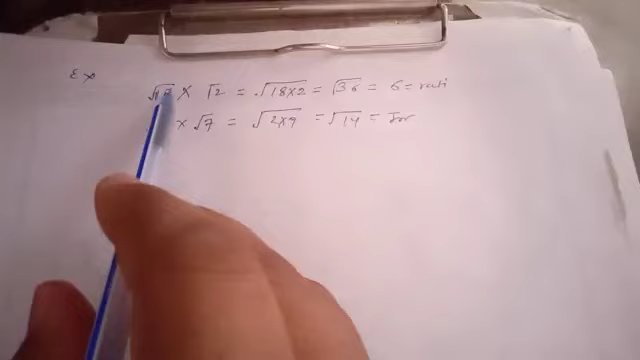 Ex
√18 × √2 = √18×2 = √36 = 6 = rati
× √7 = √2×7 = √14 = Irr